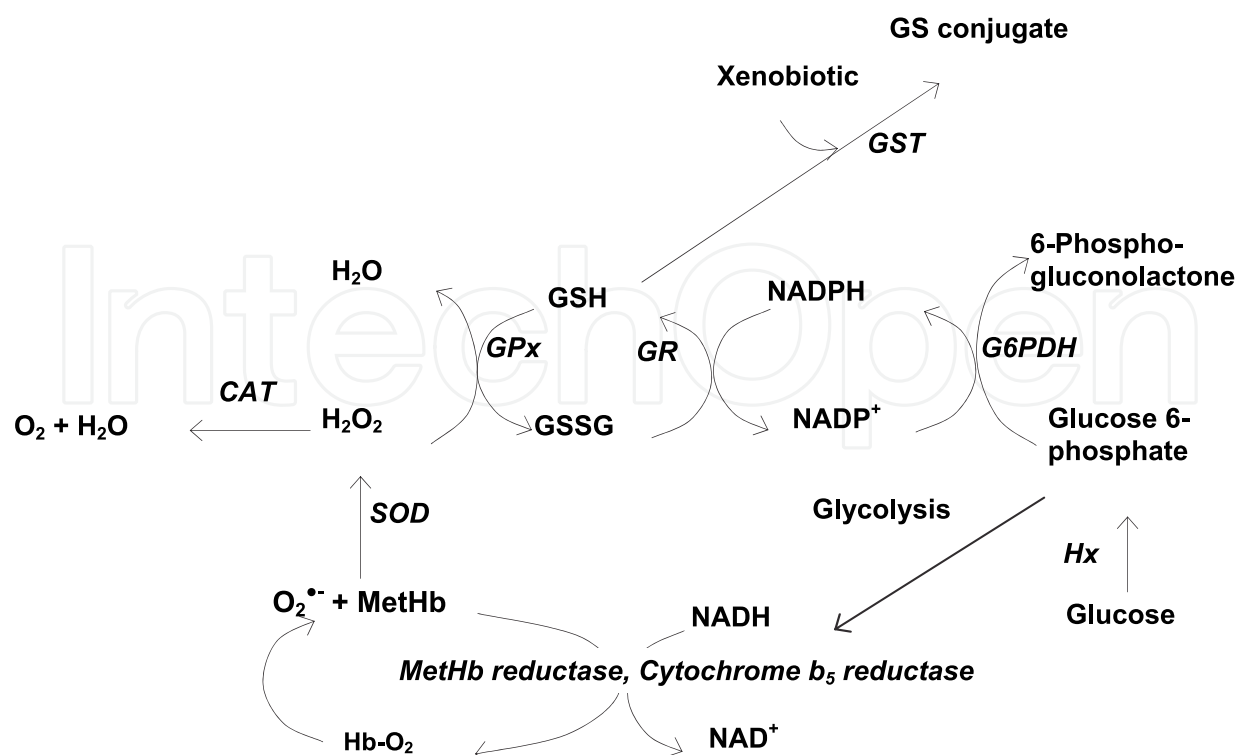 GS conjugate
Xenobiotic
GST
6-Phospho-
gluconolactone
H₂O
GSH
NADPH
GPx
GR
G6PDH
IntechOpen
CAT
O₂ + H₂O
H₂O₂
GSSG
NADP⁺
Glucose 6-
phosphate
SOD
Glycolysis
Hx
O₂•- + MetHb
NADH
Glucose
MetHb reductase, Cytochrome b₅ reductase
Hb-O₂
NAD⁺